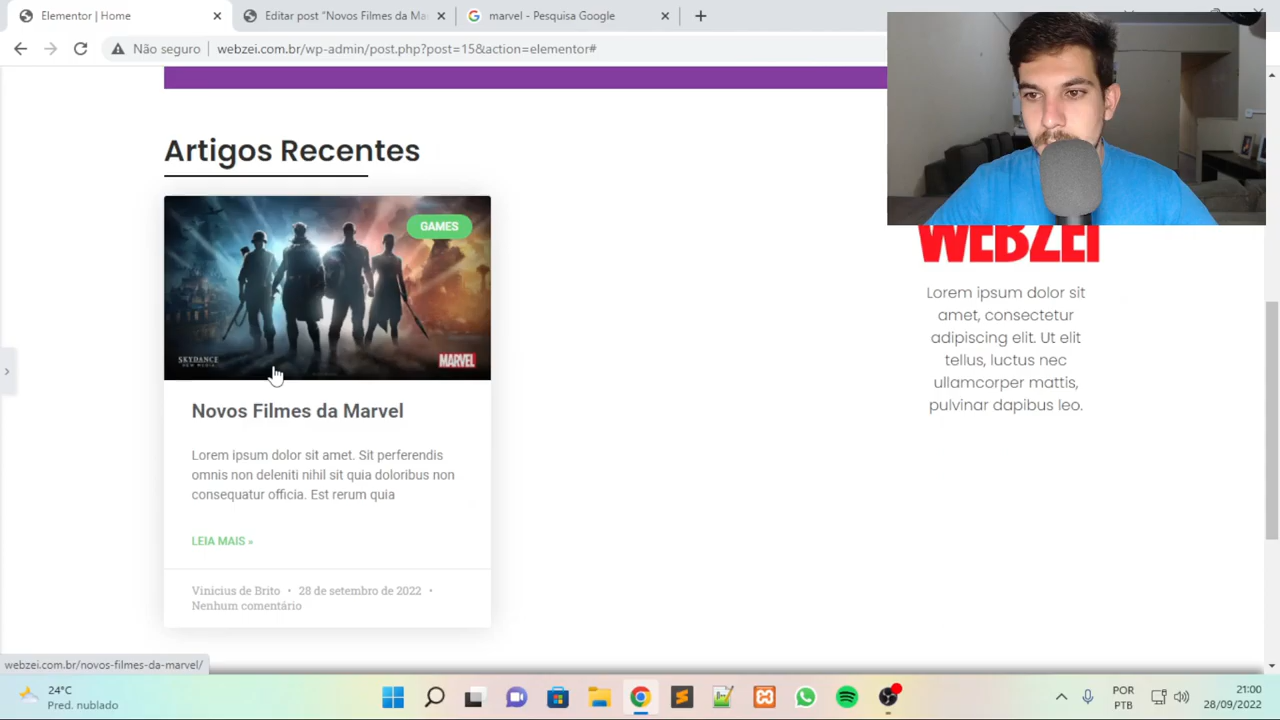 Elementor | Home
Editar post "Novos Filmes da Ma
marvel - Pesquisa Google
Não seguro
webzei.com.br/wp-admin/post.php?post=15&action=elementor#
Artigos Recentes
GAMES
SKYDANCE
NEW MEDIA
MARVEL
Novos Filmes da Marvel
Lorem ipsum dolor sit amet. Sit perferendis
omnis non deleniti nihil sit quia doloribus non
consequatur officia. Est rerum quia
LEIA MAIS »
Vinícius de Brito • 28 de setembro de 2022 •
Nenhum comentário
WEBZEI
Lorem ipsum dolor sit
amet, consectetur
adipiscing elit. Ut elit
tellus, luctus nec
ullamcorper mattis,
pulvinar dapibus leo.
webzei.com.br/novos-filmes-da-marvel/
24°C
Pred. nublado
POR
PTB
21:00
28/09/2022